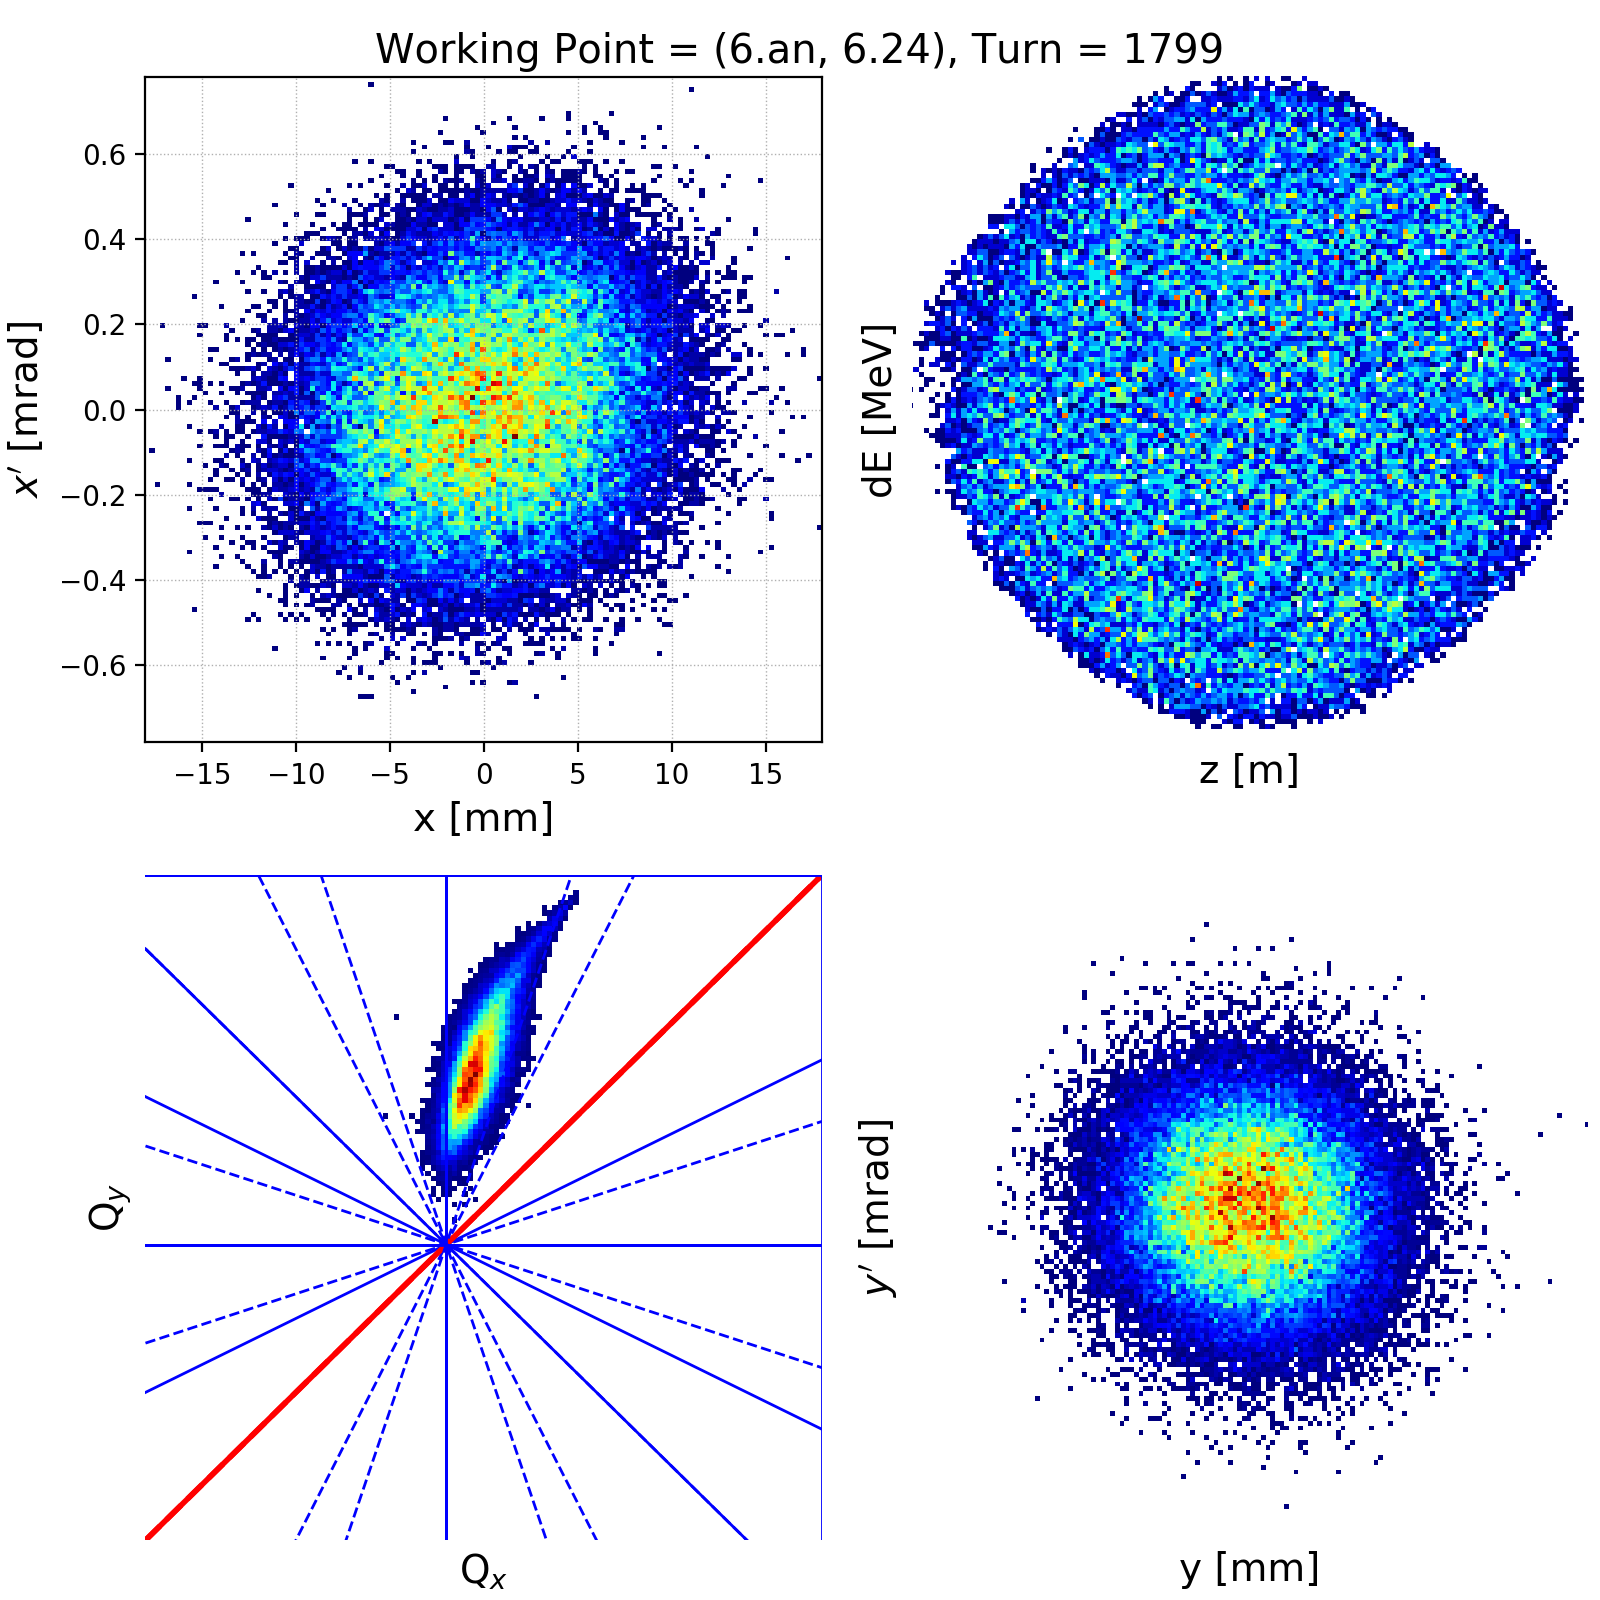 Working Point = (6.an, 6.24), Turn = 1799
0.6
0.4
0.2
0.0
−0.2
−0.4
−0.6
x′ [mrad]
−15 −10 −5 0 5 10 15
x [mm]
dE [MeV]
z [m]
Qy
Qx
y′ [mrad]
y [mm]